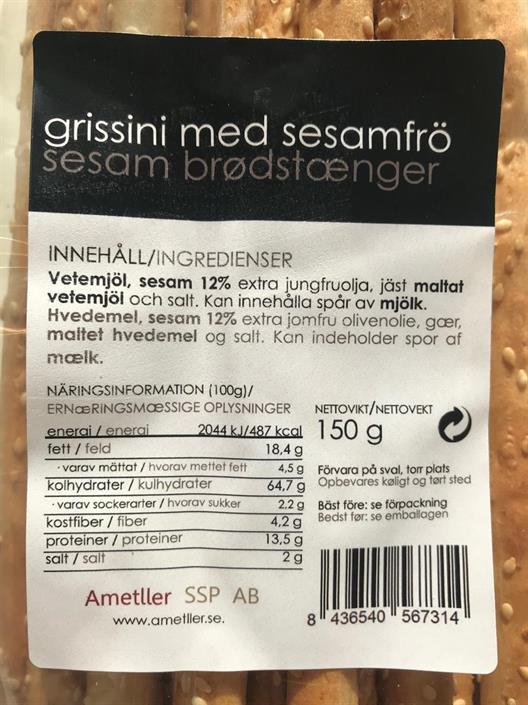 grissini med sesamfrö
sesam brødstænger
INNEHÅLL/INGREDIENSER
Vetemjöl, sesam 12% extra jungfruolja, jäst maltat
vetemjöl och salt. Kan innehålla spår av mjölk.
Hvedemel, sesam 12% extra jomfru olivenolie, gær,
maltet hvedemel og salt. Kan indeholder spor af
mælk.
NÄRINGSINFORMATION (100g)/
ERNæRINGSMæSSIGE OPLYSNINGER
energi / energi 2044 kJ/487 kcal
fett / feld 18,4 g
· varav mättat / hvorav mettet fett 4,5 g
kolhydrater / kulhydrater 64,7 g
· varav sockerarter / hvorav sukker 2,2 g
kostfiber / fiber 4,2 g
proteiner / proteiner 13,5 g
salt / salt 2 g
NETTOVIKT/NETTOVEKT
150 g
Förvara på sval, torr plats
Opbevares køligt og tørt sted
Bäst före: se förpackning
Bedst før: se emballagen
Ametller SSP AB
www.ametller.se.
8 436540 567314